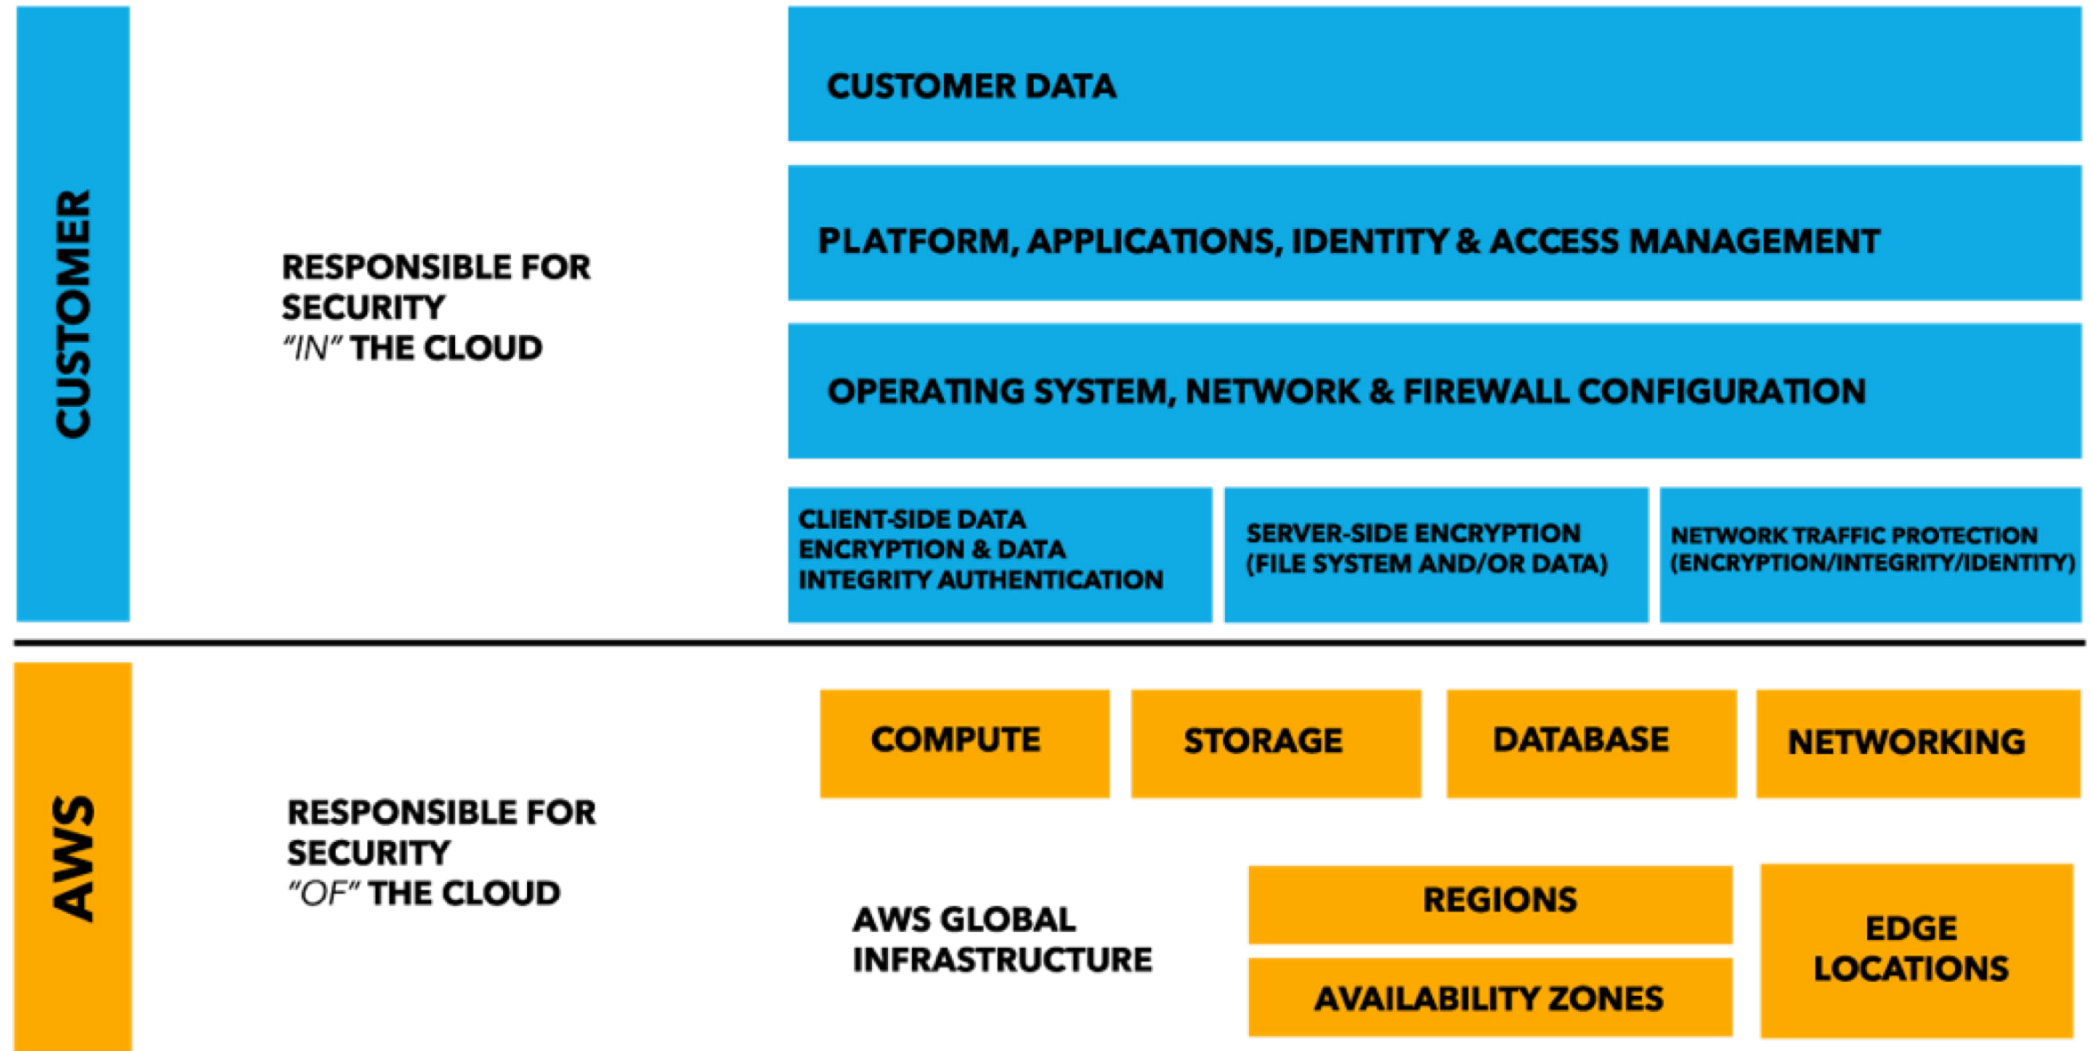 CUSTOMER
RESPONSIBLE FOR
SECURITY
“IN” THE CLOUD
CUSTOMER DATA
PLATFORM, APPLICATIONS, IDENTITY & ACCESS MANAGEMENT
OPERATING SYSTEM, NETWORK & FIREWALL CONFIGURATION
CLIENT-SIDE DATA
ENCRYPTION & DATA
INTEGRITY AUTHENTICATION
SERVER-SIDE ENCRYPTION
(FILE SYSTEM AND/OR DATA)
NETWORK TRAFFIC PROTECTION
(ENCRYPTION/INTEGRITY/IDENTITY)
AWS
RESPONSIBLE FOR
SECURITY
“OF” THE CLOUD
COMPUTE
STORAGE
DATABASE
NETWORKING
AWS GLOBAL
INFRASTRUCTURE
REGIONS
AVAILABILITY ZONES
EDGE
LOCATIONS